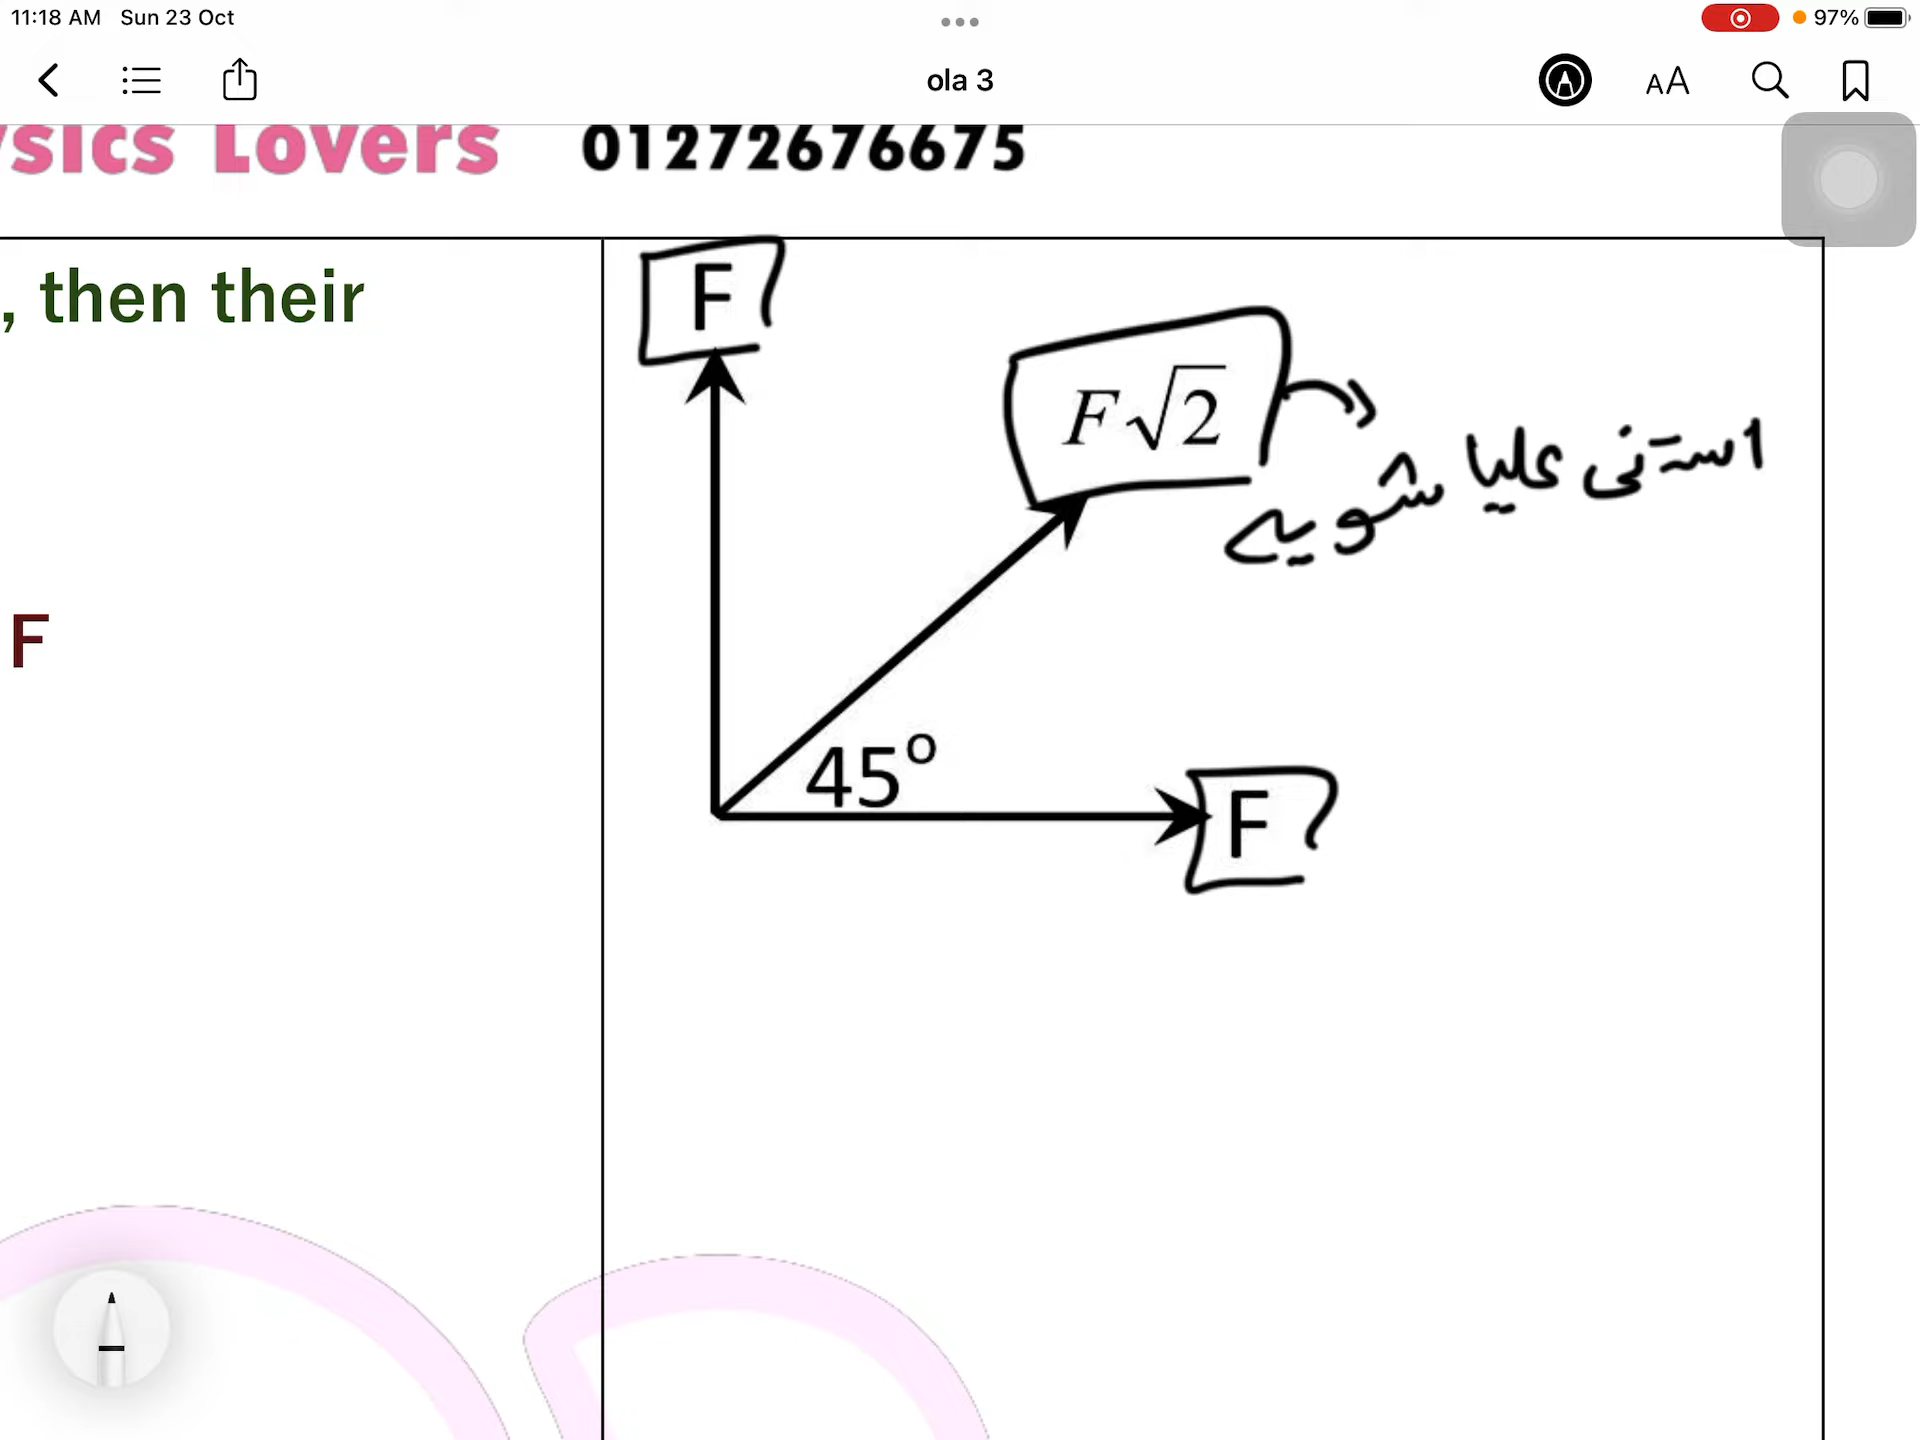 11:18 AM Sun 23 Oct
97%
ola 3
AA
ysics Lovers 01272676675
, then their
F
F√2
استنى عليا شويه
F
45°
F